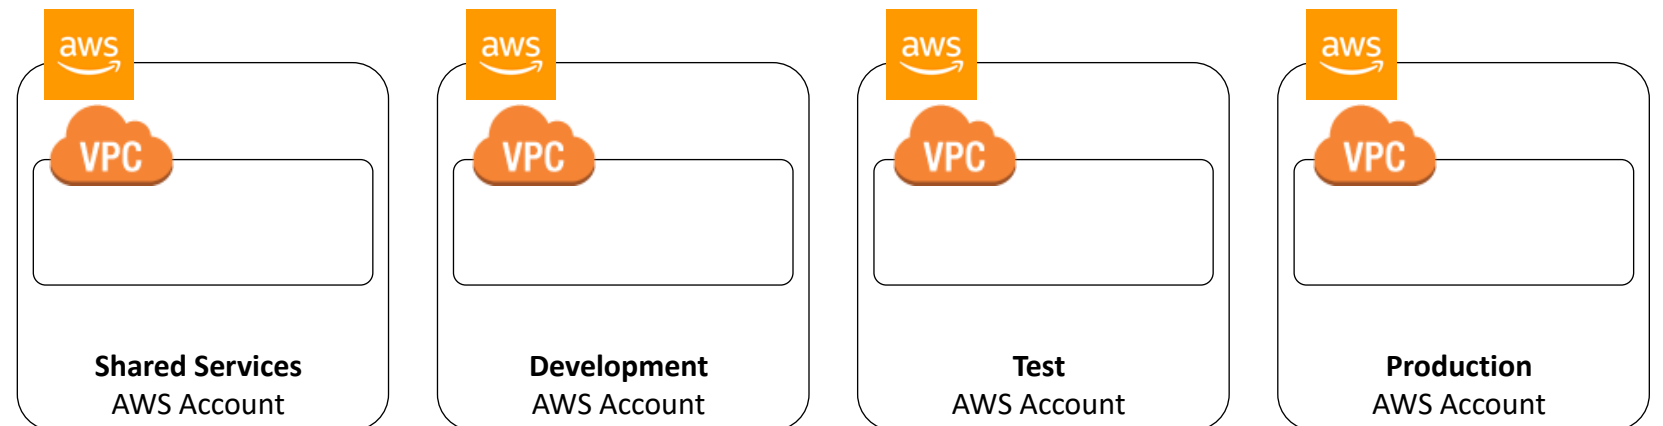 aws
aws
aws
aws
VPC
VPC
VPC
VPC
Shared Services
AWS Account
Development
AWS Account
Test
AWS Account
Production
AWS Account